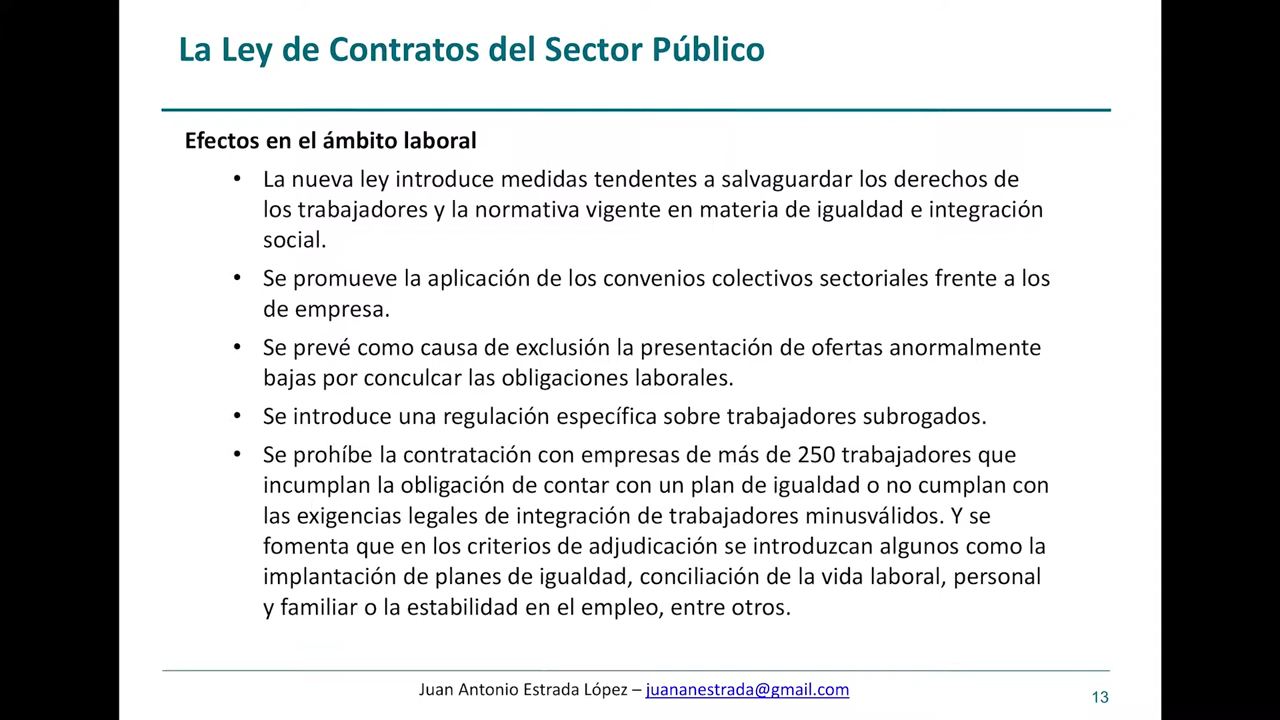 La Ley de Contratos del Sector Público
Efectos en el ámbito laboral
• La nueva ley introduce medidas tendentes a salvaguardar los derechos de
los trabajadores y la normativa vigente en materia de igualdad e integración
social.
• Se promueve la aplicación de los convenios colectivos sectoriales frente a los
de empresa.
• Se prevé como causa de exclusión la presentación de ofertas anormalmente
bajas por conculcar las obligaciones laborales.
• Se introduce una regulación específica sobre trabajadores subrogados.
• Se prohíbe la contratación con empresas de más de 250 trabajadores que
incumplan la obligación de contar con un plan de igualdad o no cumplan con
las exigencias legales de integración de trabajadores minusválidos. Y se
fomenta que en los criterios de adjudicación se introduzcan algunos como la
implantación de planes de igualdad, conciliación de la vida laboral, personal
y familiar o la estabilidad en el empleo, entre otros.
Juan Antonio Estrada López – juananestrada@gmail.com
13